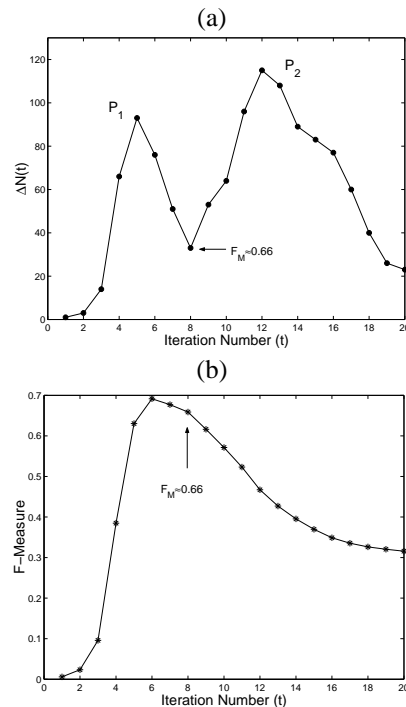 (a)
120
100
80
60
40
20
0
ΔN(t)
P1
P2
FM≈0.66
0 2 4 6 8 10 12 14 16 18 20
Iteration Number (t)
(b)
0.7
0.6
0.5
0.4
0.3
0.2
0.1
0
F−Measure
FM≈0.66
0 2 4 6 8 10 12 14 16 18 20
Iteration Number (t)